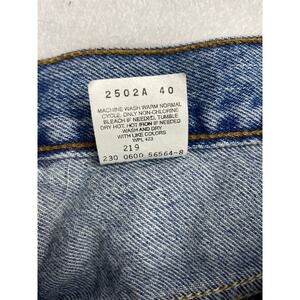 2502A 40
MACHINE WASH WARM NORMAL
CYCLE. ONLY NON-CHLORINE
BLEACH IF NEEDED. TUMBLE
DRY HOT. HOT IRON IF NEEDED
WASH AND DRY
WITH LIKE COLORS
WPL 423
219
230 0600 56564-8